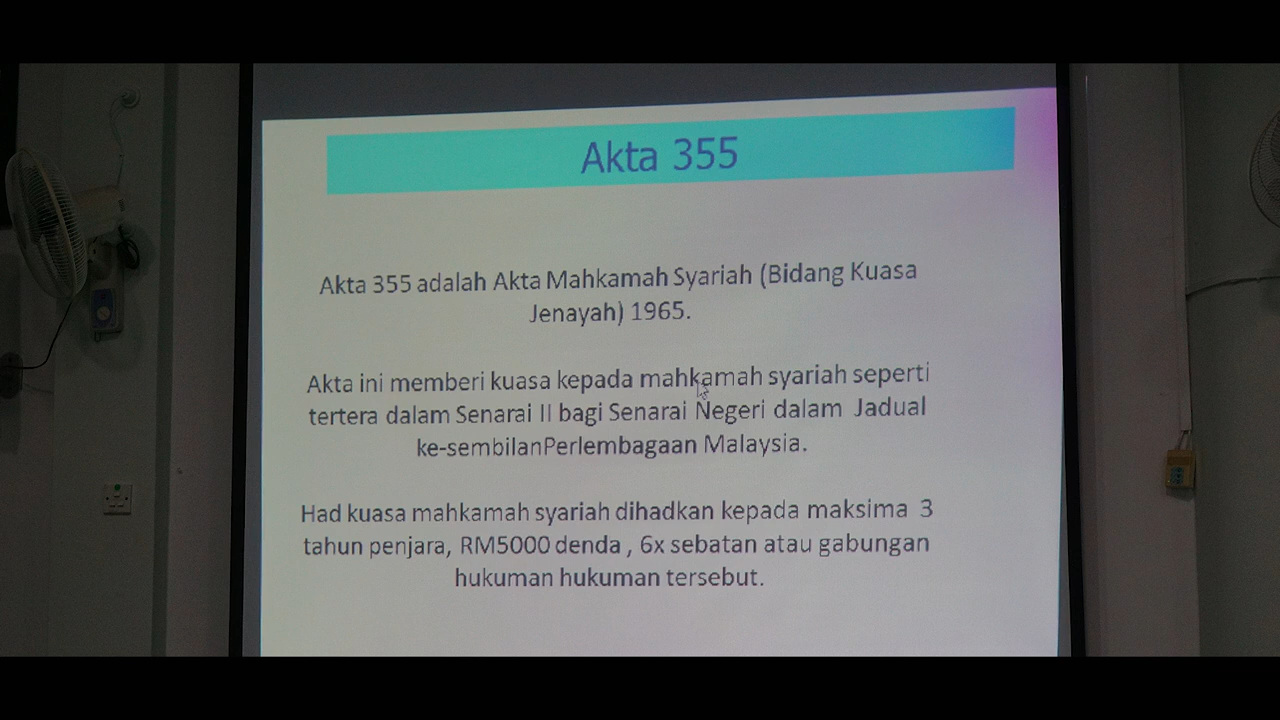 Akta 355
Akta 355 adalah Akta Mahkamah Syariah (Bidang Kuasa
Jenayah) 1965.
Akta ini memberi kuasa kepada mahkamah syariah seperti
tertera dalam Senarai II bagi Senarai Negeri dalam Jadual
ke-sembilanPerlembagaan Malaysia.
Had kuasa mahkamah syariah dihadkan kepada maksima 3
tahun penjara, RM5000 denda , 6x sebatan atau gabungan
hukuman hukuman tersebut.